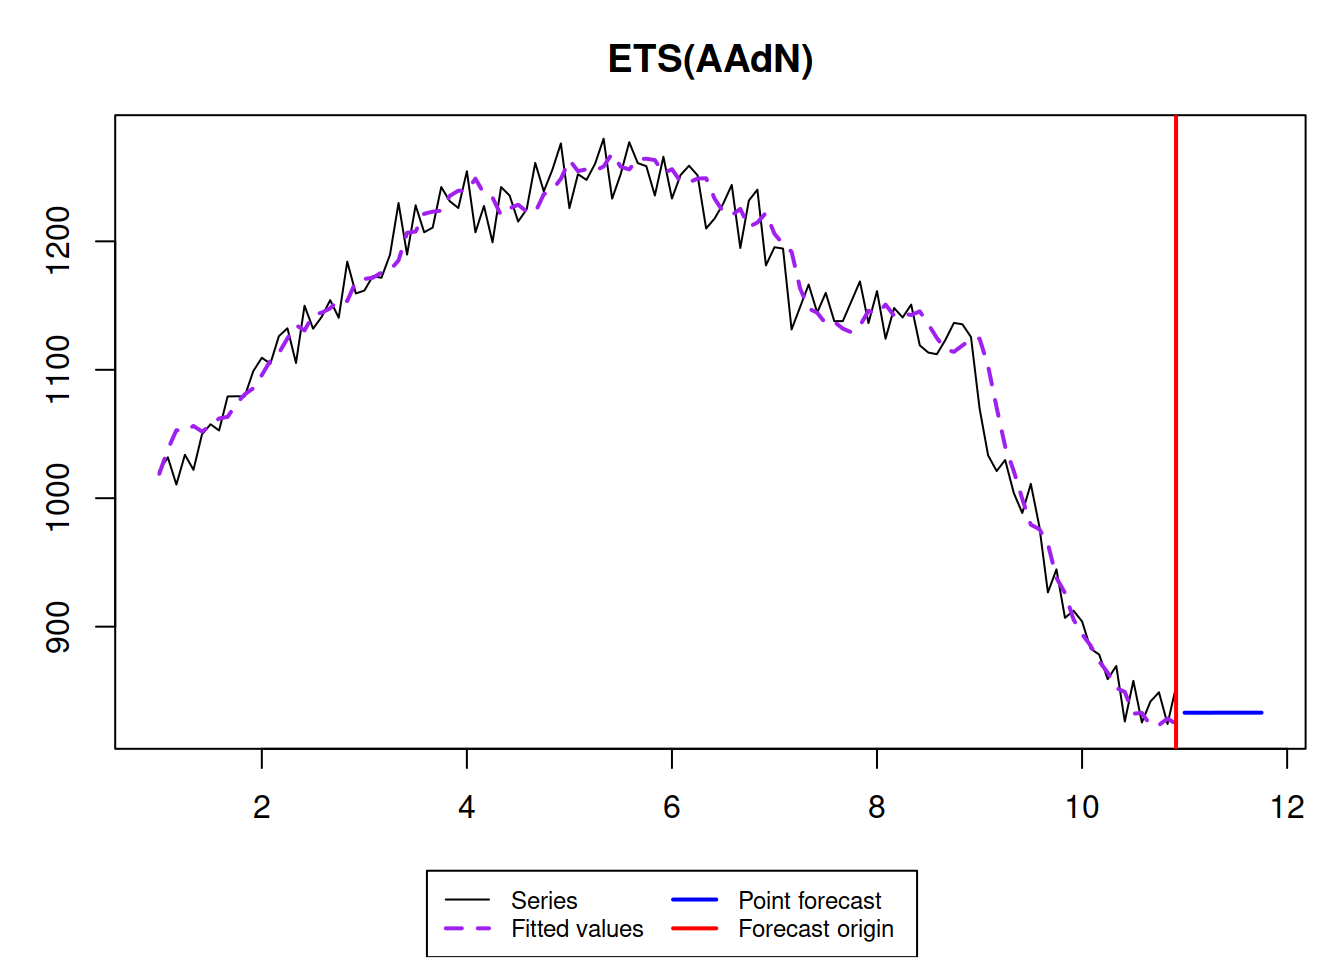 ETS(AAdN)
1200
1100
1000
900
2 4 6 8 10 12
Series Point forecast
Fitted values Forecast origin